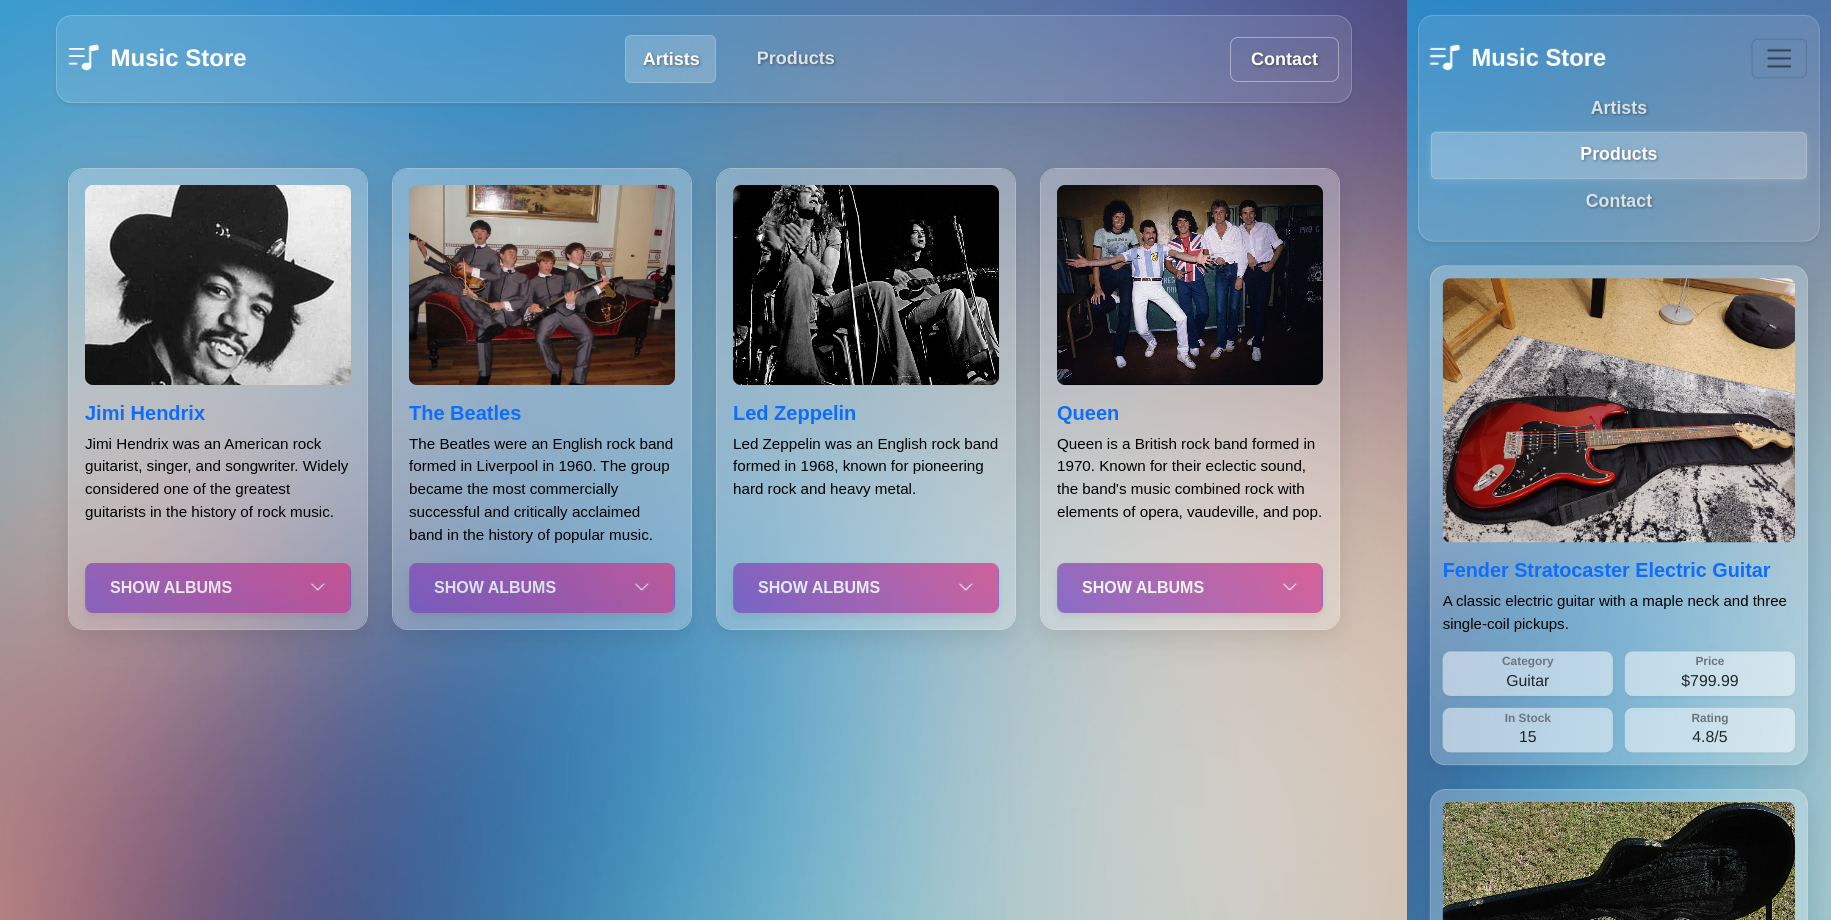 Music Store
Artists
Products
Contact
Jimi Hendrix
Jimi Hendrix was an American rock
guitarist, singer, and songwriter. Widely
considered one of the greatest
guitarists in the history of rock music.
SHOW ALBUMS
The Beatles
The Beatles were an English rock band
formed in Liverpool in 1960. The group
became the most commercially
successful and critically acclaimed
band in the history of popular music.
SHOW ALBUMS
Led Zeppelin
Led Zeppelin was an English rock band
formed in 1968, known for pioneering
hard rock and heavy metal.
SHOW ALBUMS
Queen
Queen is a British rock band formed in
1970. Known for their eclectic sound,
the band's music combined rock with
elements of opera, vaudeville, and pop.
SHOW ALBUMS
Music Store
Artists
Products
Contact
Fender Stratocaster Electric Guitar
A classic electric guitar with a maple neck and three
single-coil pickups.
Category
Guitar
Price
$799.99
In Stock
15
Rating
4.8/5